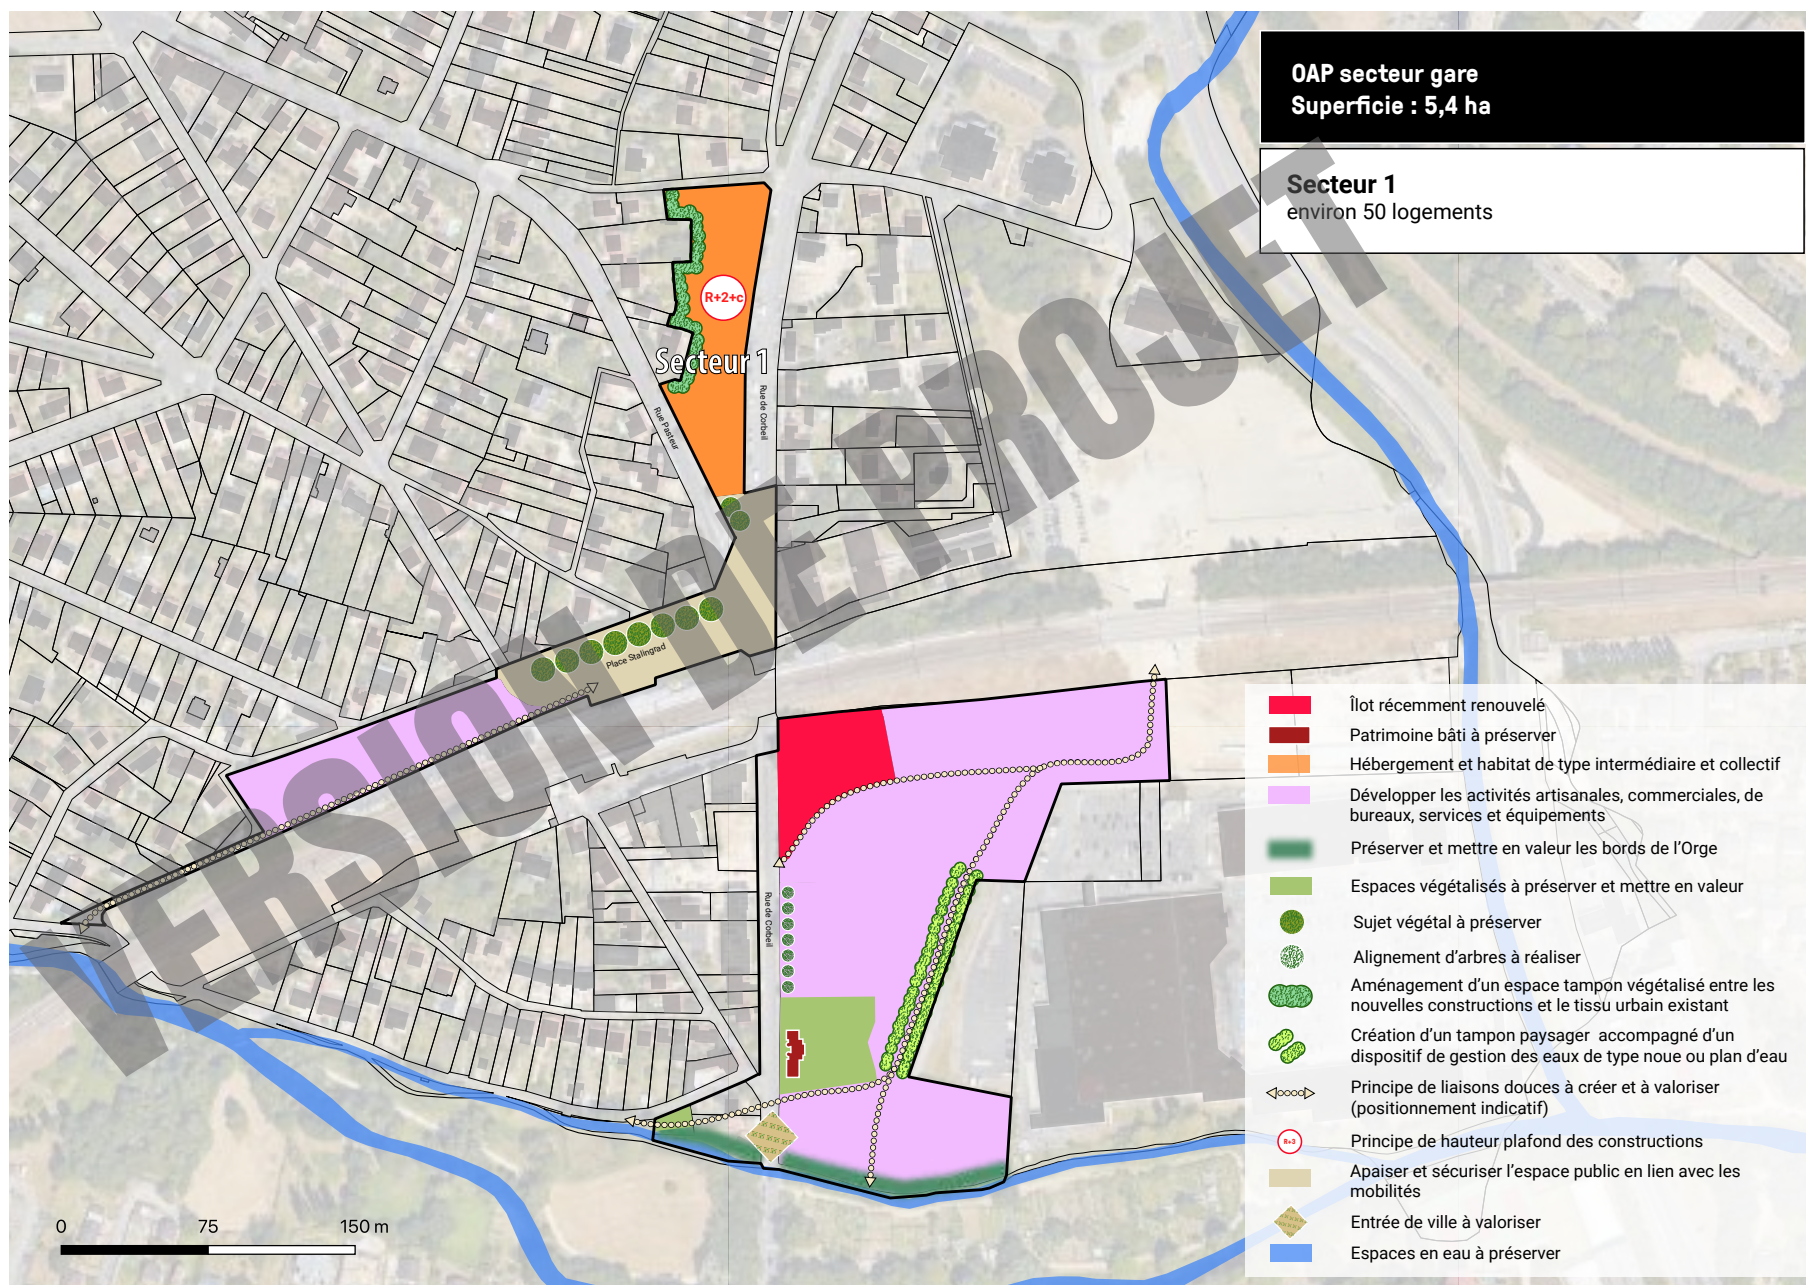 OAP secteur gare
Superficie : 5,4 ha
Secteur 1
environ 50 logements
R+2+c
Secteur 1
Rue Pasteur
Rue de Corbeil
Place Stalingrad
Rue de Corbeil
VERSION DE PROJET
Îlot récemment renouvelé
Patrimoine bâti à préserver
Hébergement et habitat de type intermédiaire et collectif
Développer les activités artisanales, commerciales, de
bureaux, services et équipements
Préserver et mettre en valeur les bords de l'Orge
Espaces végétalisés à préserver et mettre en valeur
Sujet végétal à préserver
Alignement d'arbres à réaliser
Aménagement d'un espace tampon végétalisé entre les
nouvelles constructions et le tissu urbain existant
Création d'un tampon paysager accompagné d'un
dispositif de gestion des eaux de type noue ou plan d'eau
Principe de liaisons douces à créer et à valoriser
(positionnement indicatif)
R+3
Principe de hauteur plafond des constructions
Apaiser et sécuriser l'espace public en lien avec les
mobilités
Entrée de ville à valoriser
Espaces en eau à préserver
0 75 150 m